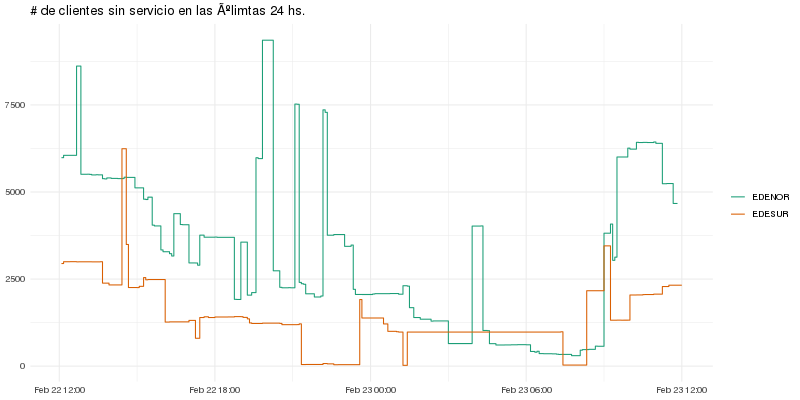 # de clientes sin servicio en las Ãºlimtas 24 hs.
7500
5000
2500
0
Feb 22 12:00
Feb 22 18:00
Feb 23 00:00
Feb 23 06:00
Feb 23 12:00
EDENOR
EDESUR